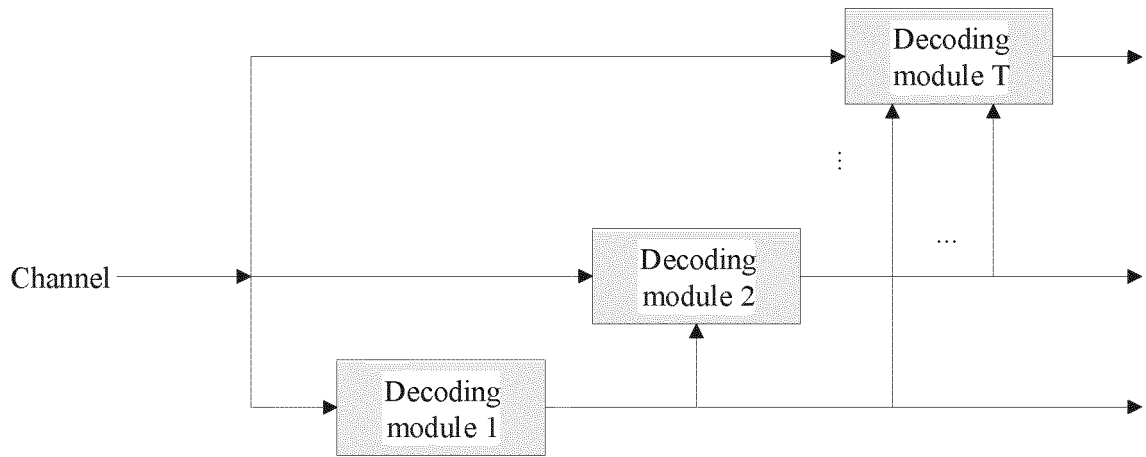 Decoding
module T
⋮
...
Channel
Decoding
module 2
Decoding
module 1